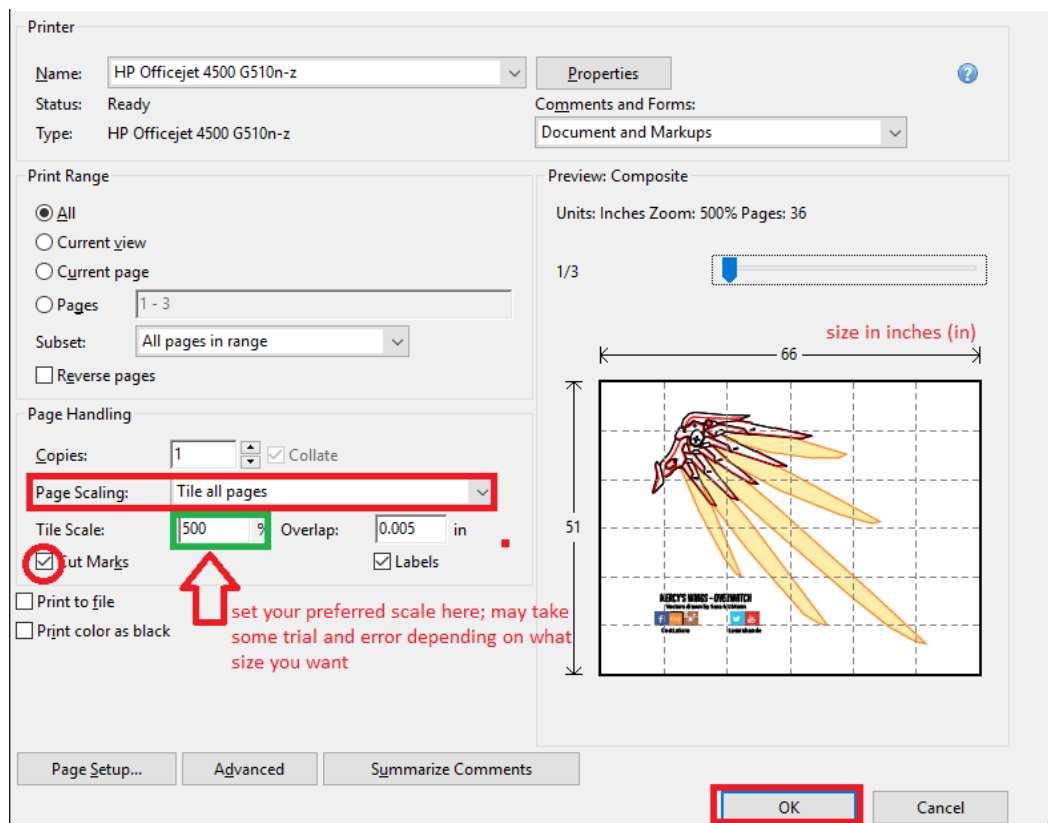 Printer
Name: HP Officejet 4500 G510n-z Properties
Status: Ready Comments and Forms:
Type: HP Officejet 4500 G510n-z Document and Markups
Print Range
All
Current view
Current page
Pages 1 - 3
Subset: All pages in range
Reverse pages
Page Handling
Copies: 1 Collate
Page Scaling: Tile all pages
Tile Scale: 500 % Overlap: 0.005 in
Cut Marks Labels
Print to file
Print color as black
set your preferred scale here; may take
some trial and error depending on what
size you want
Preview: Composite
Units: Inches Zoom: 500% Pages: 36
1/3
size in inches (in)
66
51
MERCY'S WINGS - OVERWATCH
Page Setup... Advanced Summarize Comments
OK Cancel